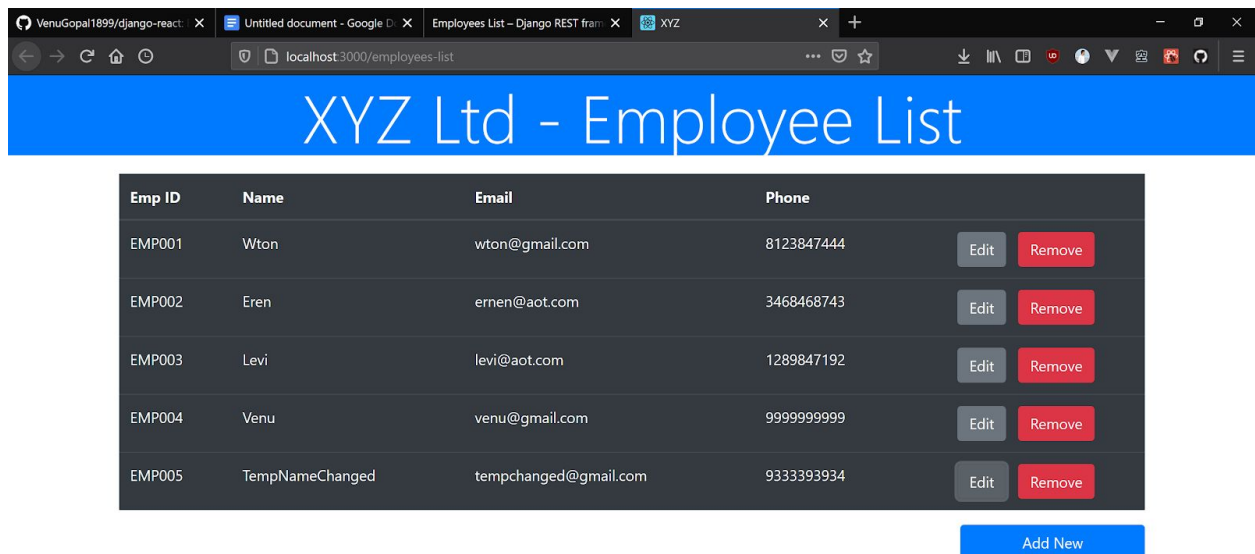 VenuGopal1899/django-react:
Untitled document - Google Do
Employees List – Django REST fram
XYZ
localhost:3000/employees-list
XYZ Ltd - Employee List
Emp ID Name Email Phone
EMP001 Wton wton@gmail.com 8123847444 Edit Remove
EMP002 Eren ernen@aot.com 3468468743 Edit Remove
EMP003 Levi levi@aot.com 1289847192 Edit Remove
EMP004 Venu venu@gmail.com 9999999999 Edit Remove
EMP005 TempNameChanged tempchanged@gmail.com 9333393934 Edit Remove
Add New